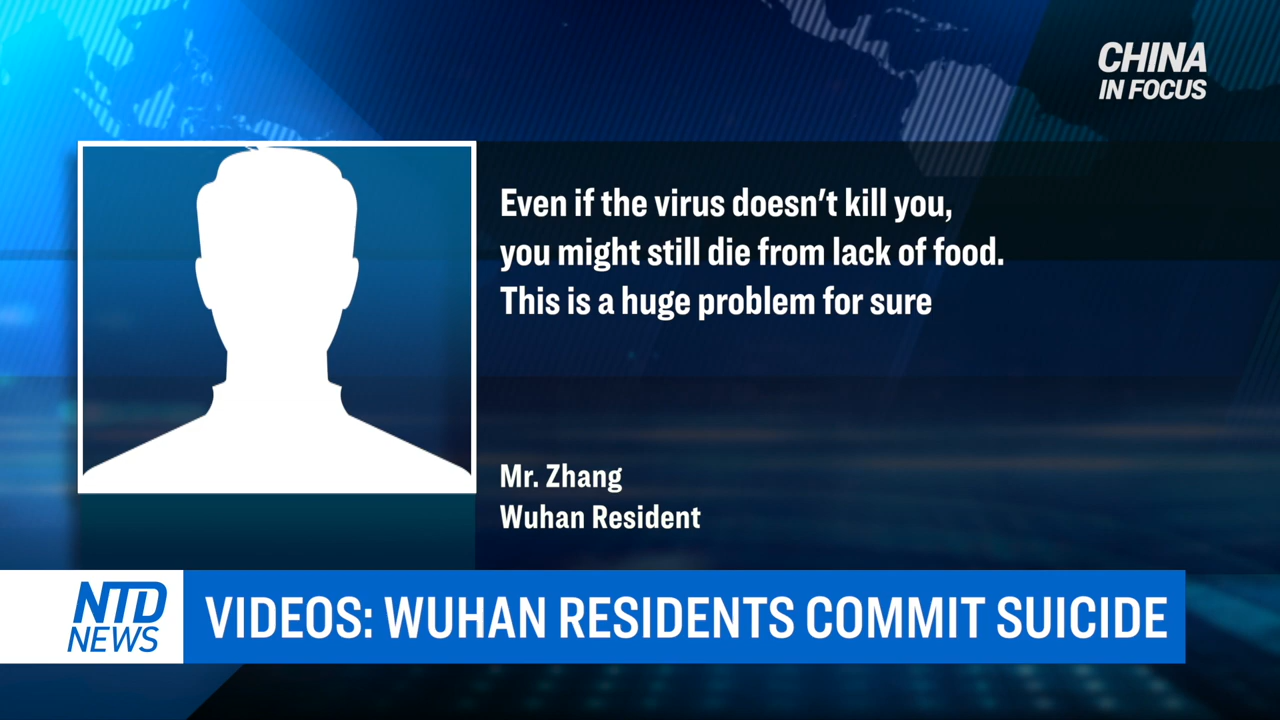 CHINA
IN FOCUS
Even if the virus doesn't kill you,
you might still die from lack of food.
This is a huge problem for sure
Mr. Zhang
Wuhan Resident
NTD
NEWS
VIDEOS: WUHAN RESIDENTS COMMIT SUICIDE